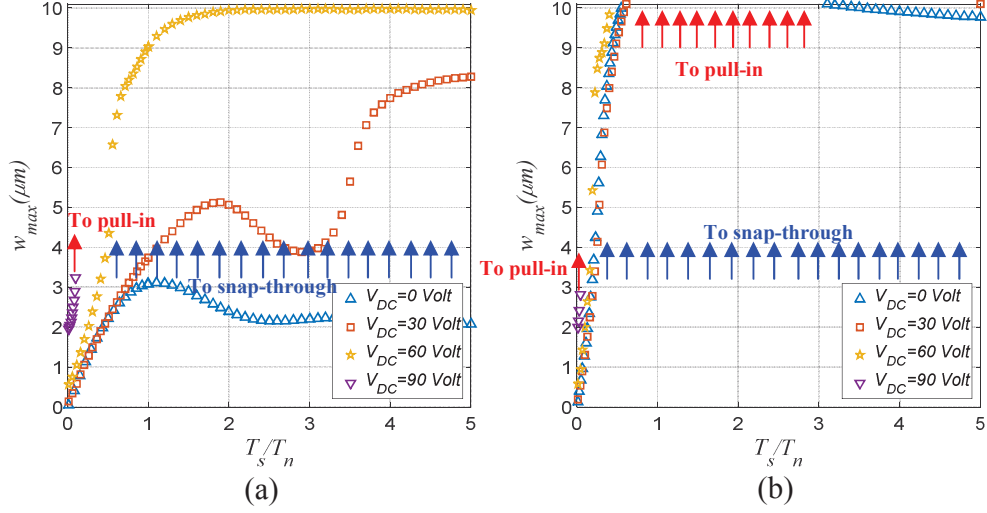 10
9
8
7
6
5
4
3
2
1
0
w_max(μm)
To pull-in
To snap-through
V_DC=0 Volt
V_DC=30 Volt
V_DC=60 Volt
V_DC=90 Volt
0 1 2 3 4 5
T_s/T_n
(a)
10
9
8
7
6
5
4
3
2
1
0
w_max(μm)
To pull-in
To snap-through
To pull-in
V_DC=0 Volt
V_DC=30 Volt
V_DC=60 Volt
V_DC=90 Volt
0 1 2 3 4 5
T_s/T_n
(b)